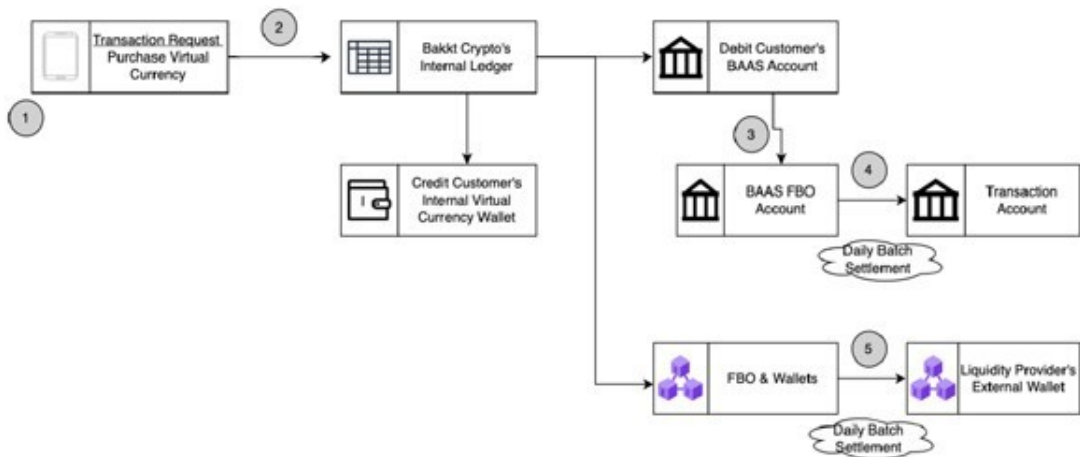 Transaction Request
Purchase Virtual
Currency
1
2
Bakkt Crypto's
Internal Ledger
Credit Customer's
Internal Virtual
Currency Wallet
Debit Customer's
BAAS Account
3
BAAS FBO
Account
4
Transaction
Account
Daily Batch
Settlement
FBO & Wallets
5
Liquidity Provider's
External Wallet
Daily Batch
Settlement